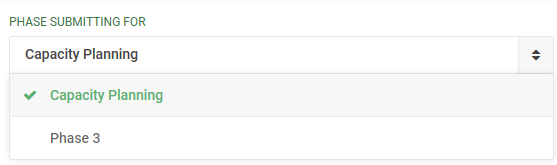 PHASE SUBMITTING FOR
Capacity Planning
Capacity Planning
Phase 3